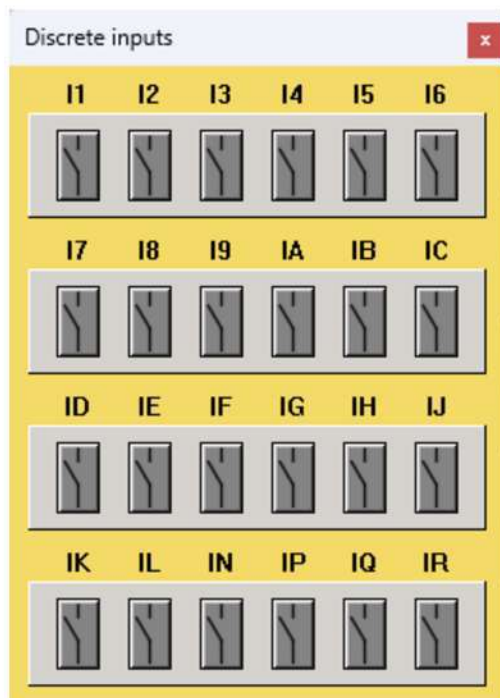 Discrete inputs
x
I1 I2 I3 I4 I5 I6
I7 I8 I9 IA IB IC
ID IE IF IG IH IJ
IK IL IN IP IQ IR